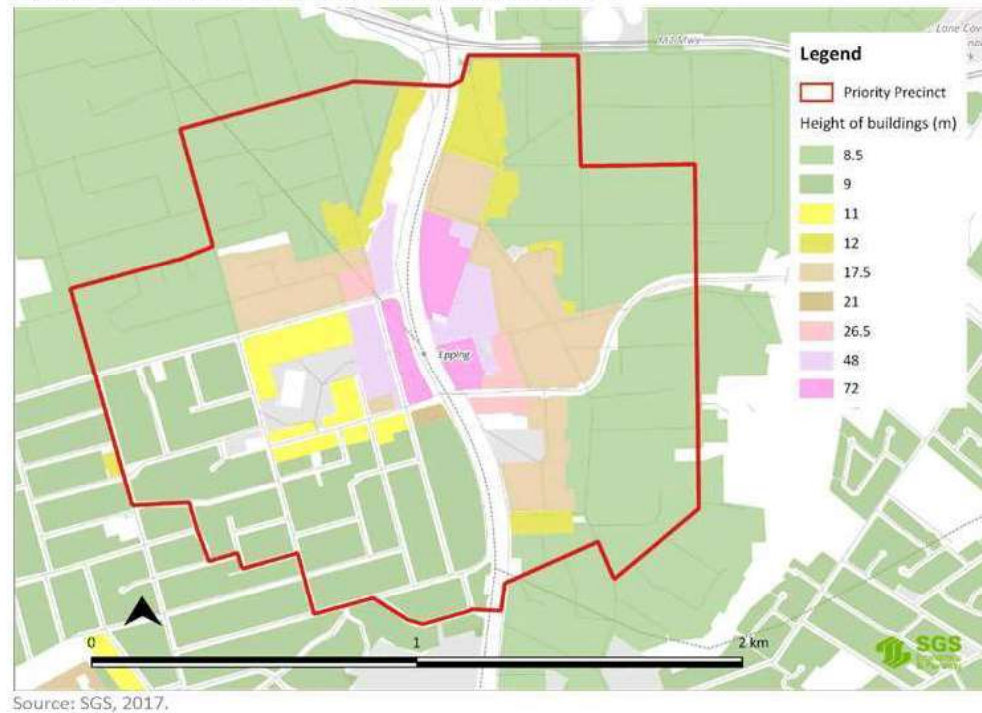 M2 Mwy
Lane Cov
Legend
Priority Precinct
Height of buildings (m)
8.5
9
11
12
17.5
21
26.5
48
72
Epping
0
1
2 km
SGS
Source: SGS, 2017.